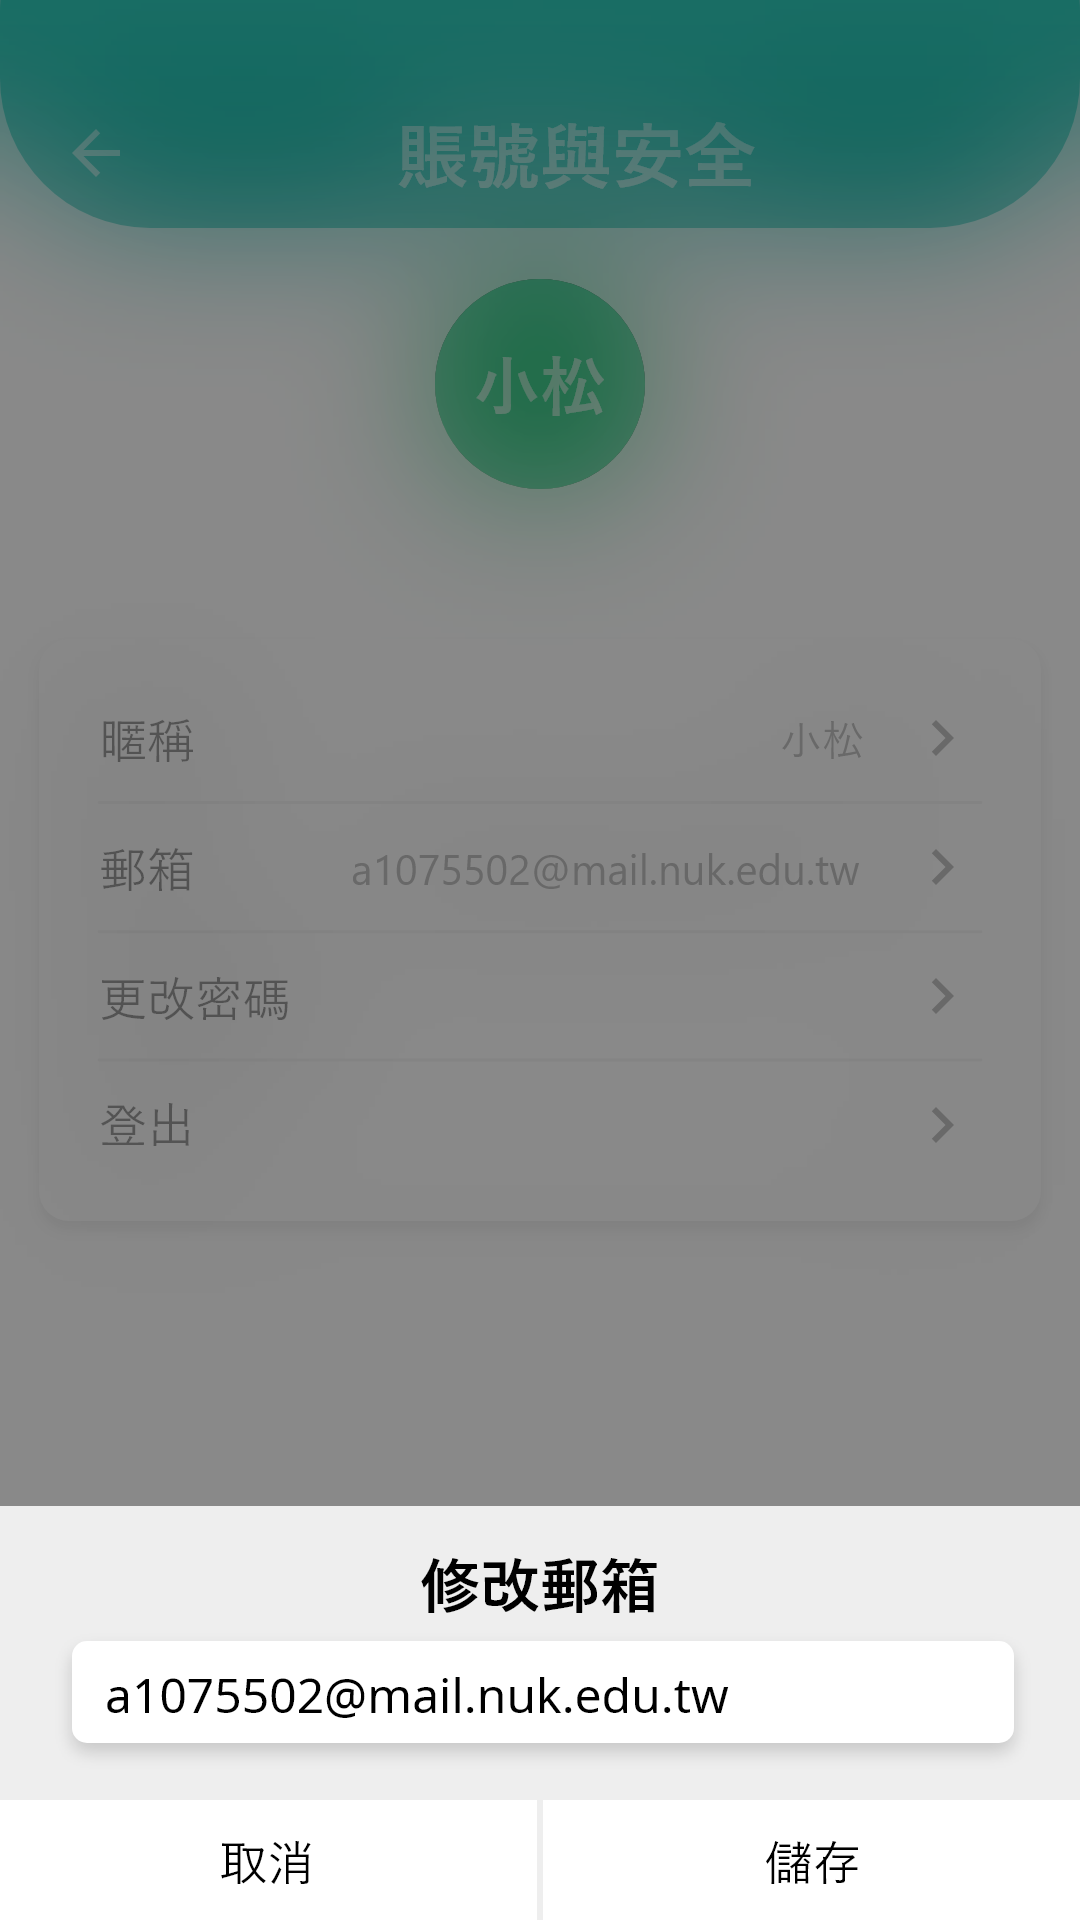 賬號與安全
小松
暱稱 小松
郵箱 a1075502@mail.nuk.edu.tw
更改密碼
登出
修改郵箱
a1075502@mail.nuk.edu.tw
取消 儲存